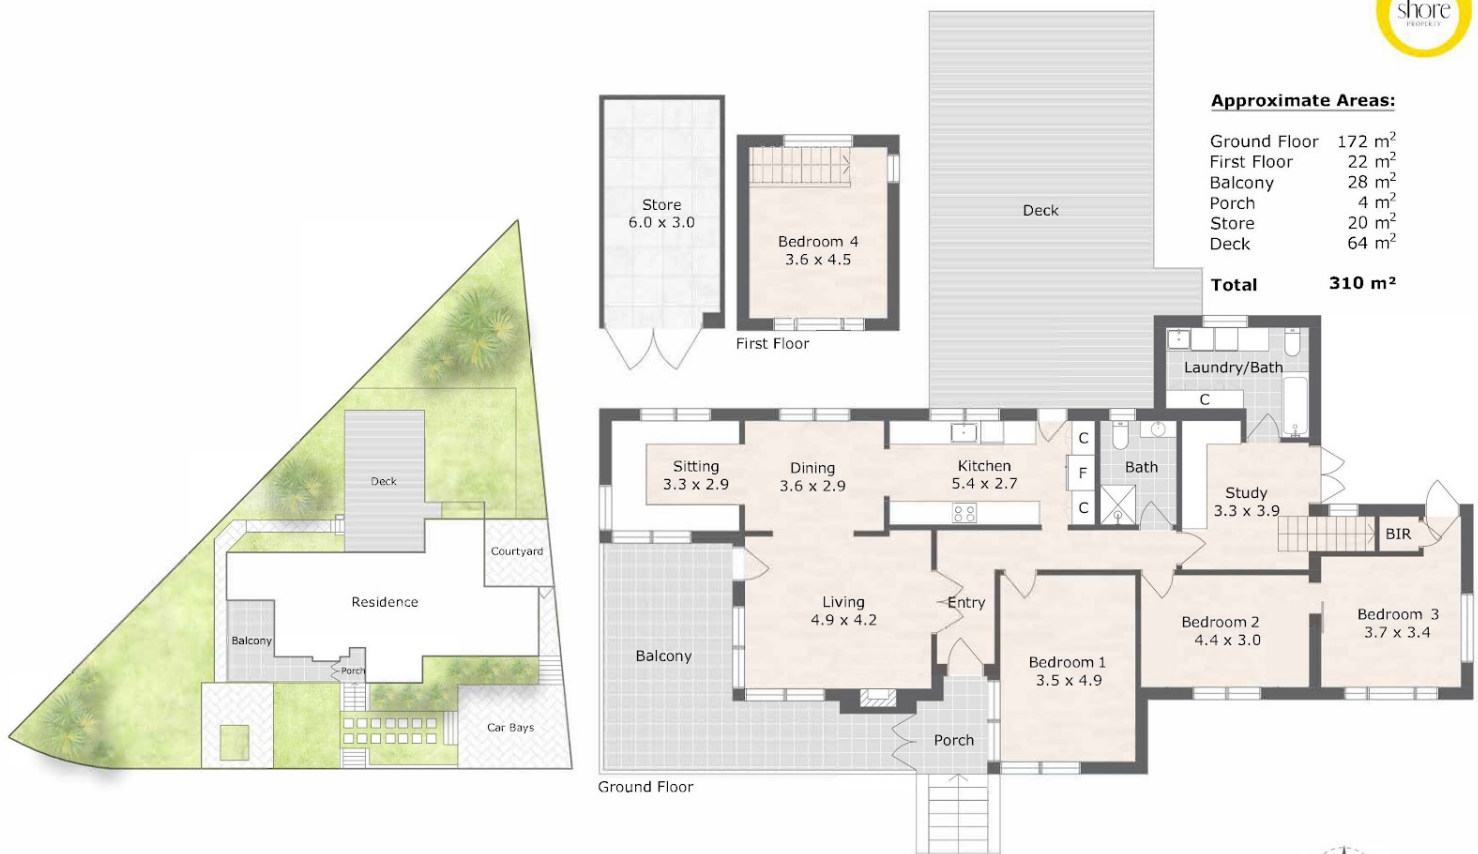 shore
PROPERTY
Approximate Areas:
Ground Floor 172 m²
First Floor 22 m²
Balcony 28 m²
Porch 4 m²
Store 20 m²
Deck 64 m²
Total 310 m²
Store
6.0 x 3.0
Bedroom 4
3.6 x 4.5
First Floor
Deck
Laundry/Bath
C
Sitting
3.3 x 2.9
Dining
3.6 x 2.9
Kitchen
5.4 x 2.7
C
F
C
Bath
Study
3.3 x 3.9
BIR
Living
4.9 x 4.2
Entry
Balcony
Bedroom 1
3.5 x 4.9
Bedroom 2
4.4 x 3.0
Bedroom 3
3.7 x 3.4
Porch
Ground Floor
Deck
Courtyard
Residence
Balcony
Porch
Car Bays